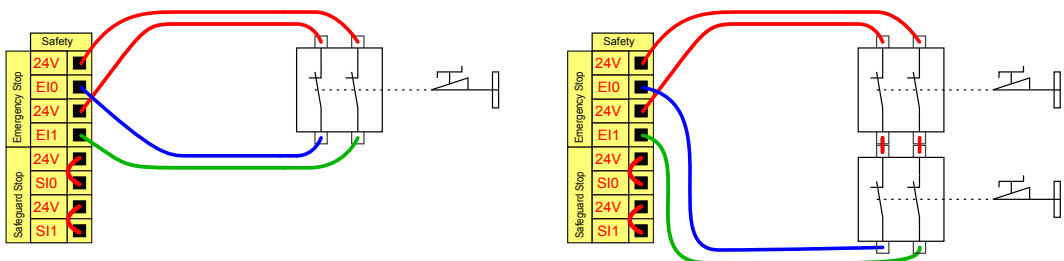 Safety
Emergency Stop
24V
EI0
24V
EI1
Safeguard Stop
24V
SI0
24V
SI1
Safety
Emergency Stop
24V
EI0
24V
EI1
Safeguard Stop
24V
SI0
24V
SI1